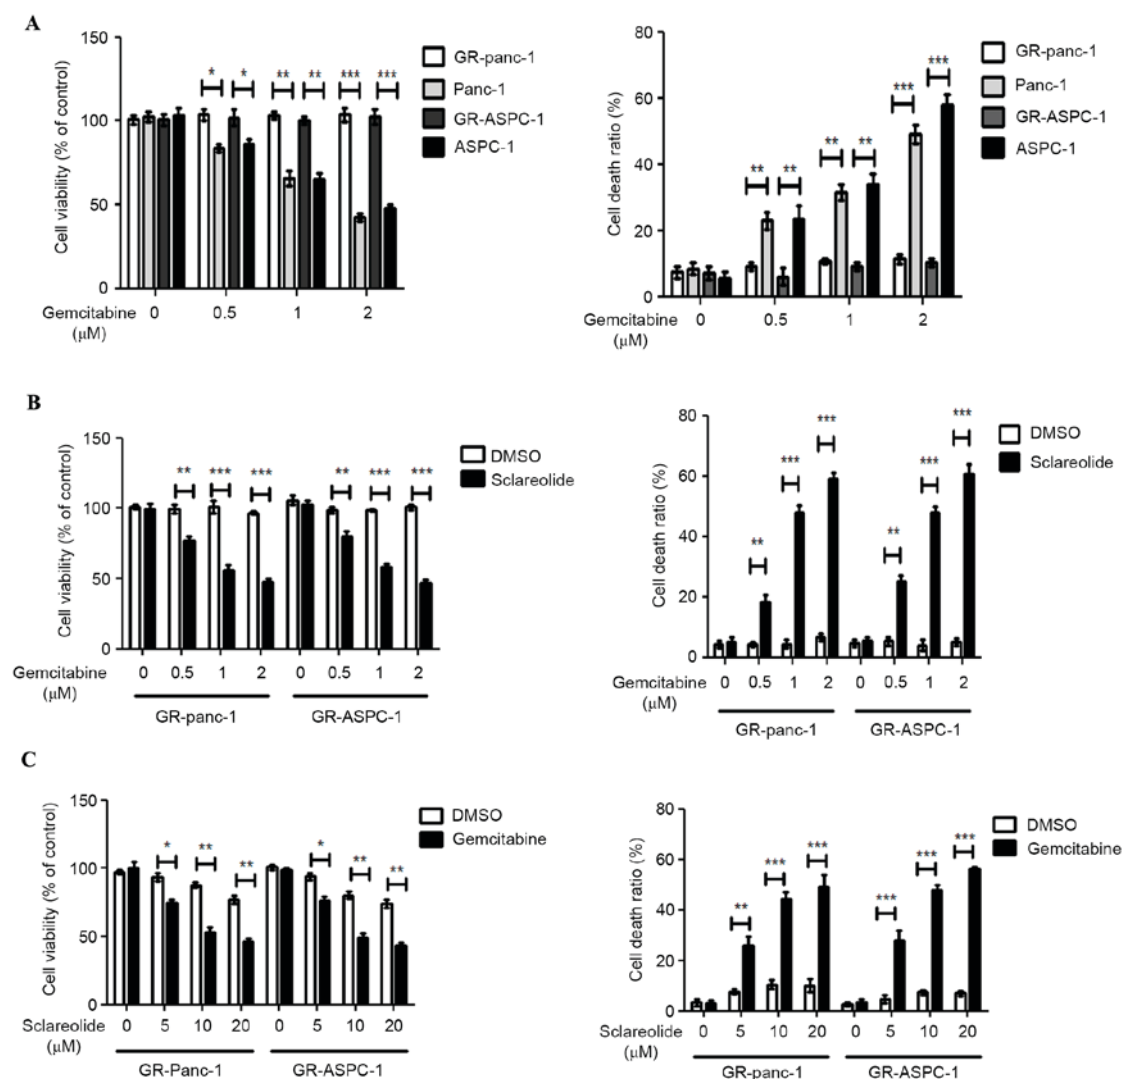 A
150
100
50
0
Cell viability (% of control)
* * ** ** *** ***
GR-panc-1
Panc-1
GR-ASPC-1
ASPC-1
Gemcitabine 0 0.5 1 2
(μM)
80
60
40
20
0
Cell death ratio (%)
** ** ** ** *** ***
GR-panc-1
Panc-1
GR-ASPC-1
ASPC-1
Gemcitabine 0 0.5 1 2
(μM)
B
150
100
50
0
Cell viability (% of control)
** *** *** ** *** ***
DMSO
Sclareolide
Gemcitabine 0 0.5 1 2 0 0.5 1 2
(μM)
GR-panc-1 GR-ASPC-1
80
60
40
20
0
Cell death ratio (%)
** *** *** ** *** ***
DMSO
Sclareolide
Gemcitabine 0 0.5 1 2 0 0.5 1 2
(μM)
GR-panc-1 GR-ASPC-1
C
150
100
50
0
Cell viability (% of control)
* ** ** * ** **
DMSO
Gemcitabine
Sclareolide 0 5 10 20 0 5 10 20
(μM)
GR-Panc-1 GR-ASPC-1
80
60
40
20
0
Cell death ratio (%)
** *** *** *** *** ***
DMSO
Gemcitabine
Sclareolide 0 5 10 20 0 5 10 20
(μM)
GR-panc-1 GR-ASPC-1